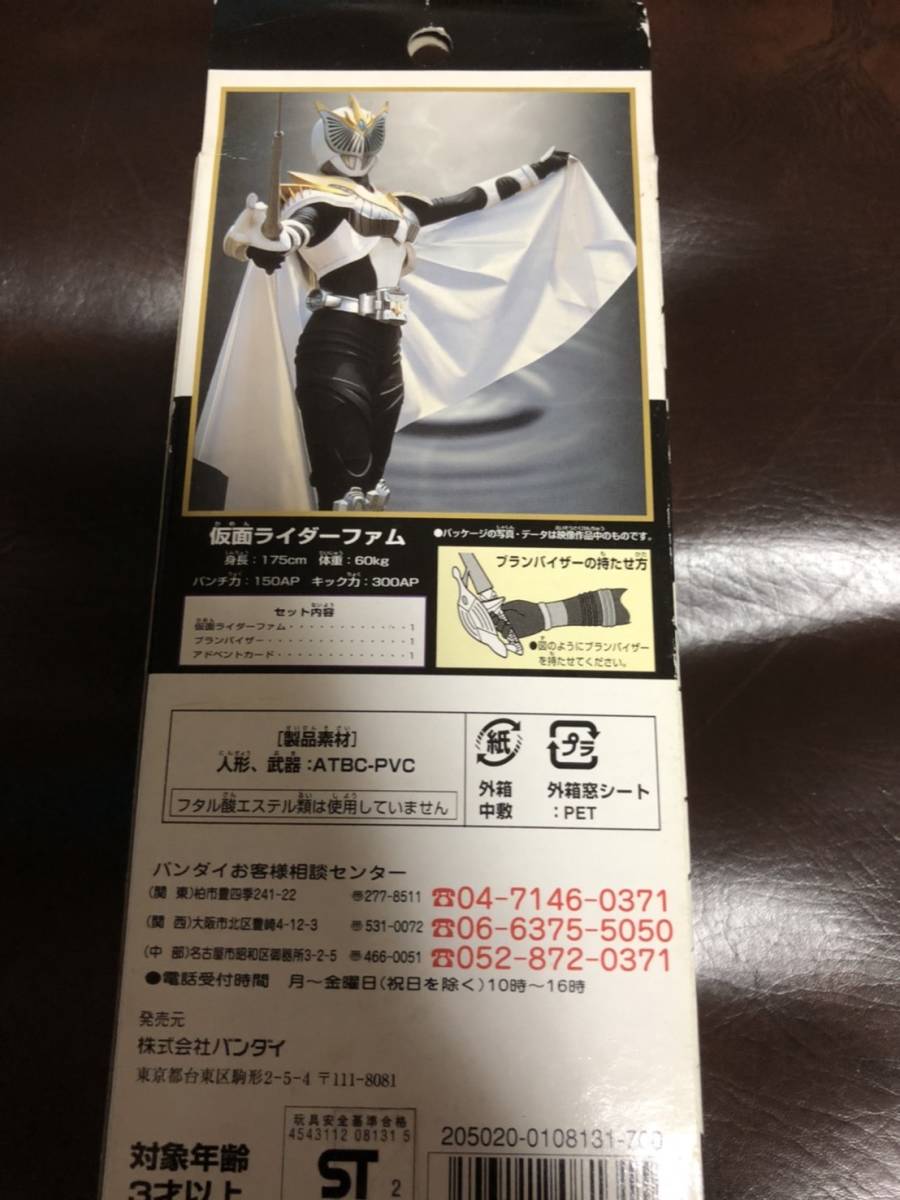 仮面ライダーファム
身長：175cm 体重：60kg
パンチ力：150AP キック力：300AP
●パッケージの写真・データは映像作品中のものです。
セット内容
仮面ライダーファム・・・・・・・・・・・・1
ブランバイザー・・・・・・・・・・・・・・1
アドベントカード・・・・・・・・・・・・・1
ブランバイザーの持たせ方
●図のようにブランバイザー
を持たせてください。
[製品素材]
人形、武器：ATBC-PVC
フタル酸エステル類は使用していません
紙
外箱
中敷
プラ
外箱窓シート
：PET
バンダイお客様相談センター
(関 東)柏市豊四季241-22 〠277-8511 ☎04-7146-0371
(関 西)大阪市北区豊崎4-12-3 〠531-0072 ☎06-6375-5050
(中 部)名古屋市昭和区御器所3-2-5 〠466-0051 ☎052-872-0371
●電話受付時間 月〜金曜日(祝日を除く)10時〜16時
発売元
株式会社バンダイ
東京都台東区駒形2-5-4 〒111-8081
対象年齢
3才以上
玩具安全基準合格
4543112 08131 5
ST 2